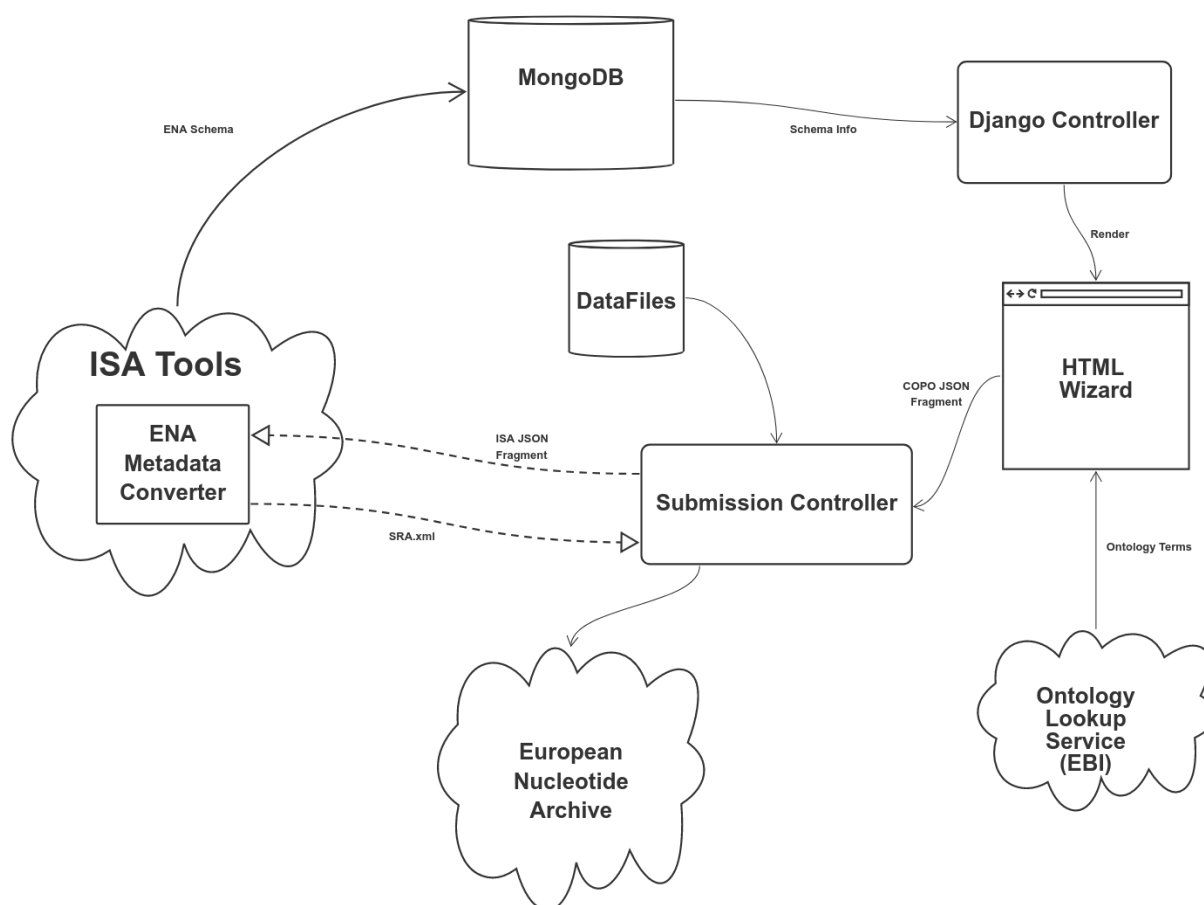 MongoDB
ENA Schema
Schema Info
Django Controller
Render
DataFiles
ISA Tools
ENA
Metadada
Converter
ISA JSON
Fragment
SRA.xml
COPO JSON
Fragment
HTML
Wizard
Submission Controller
Ontology Terms
European
Nucleotide
Archive
Ontology
Lookup
Service
(EBI)